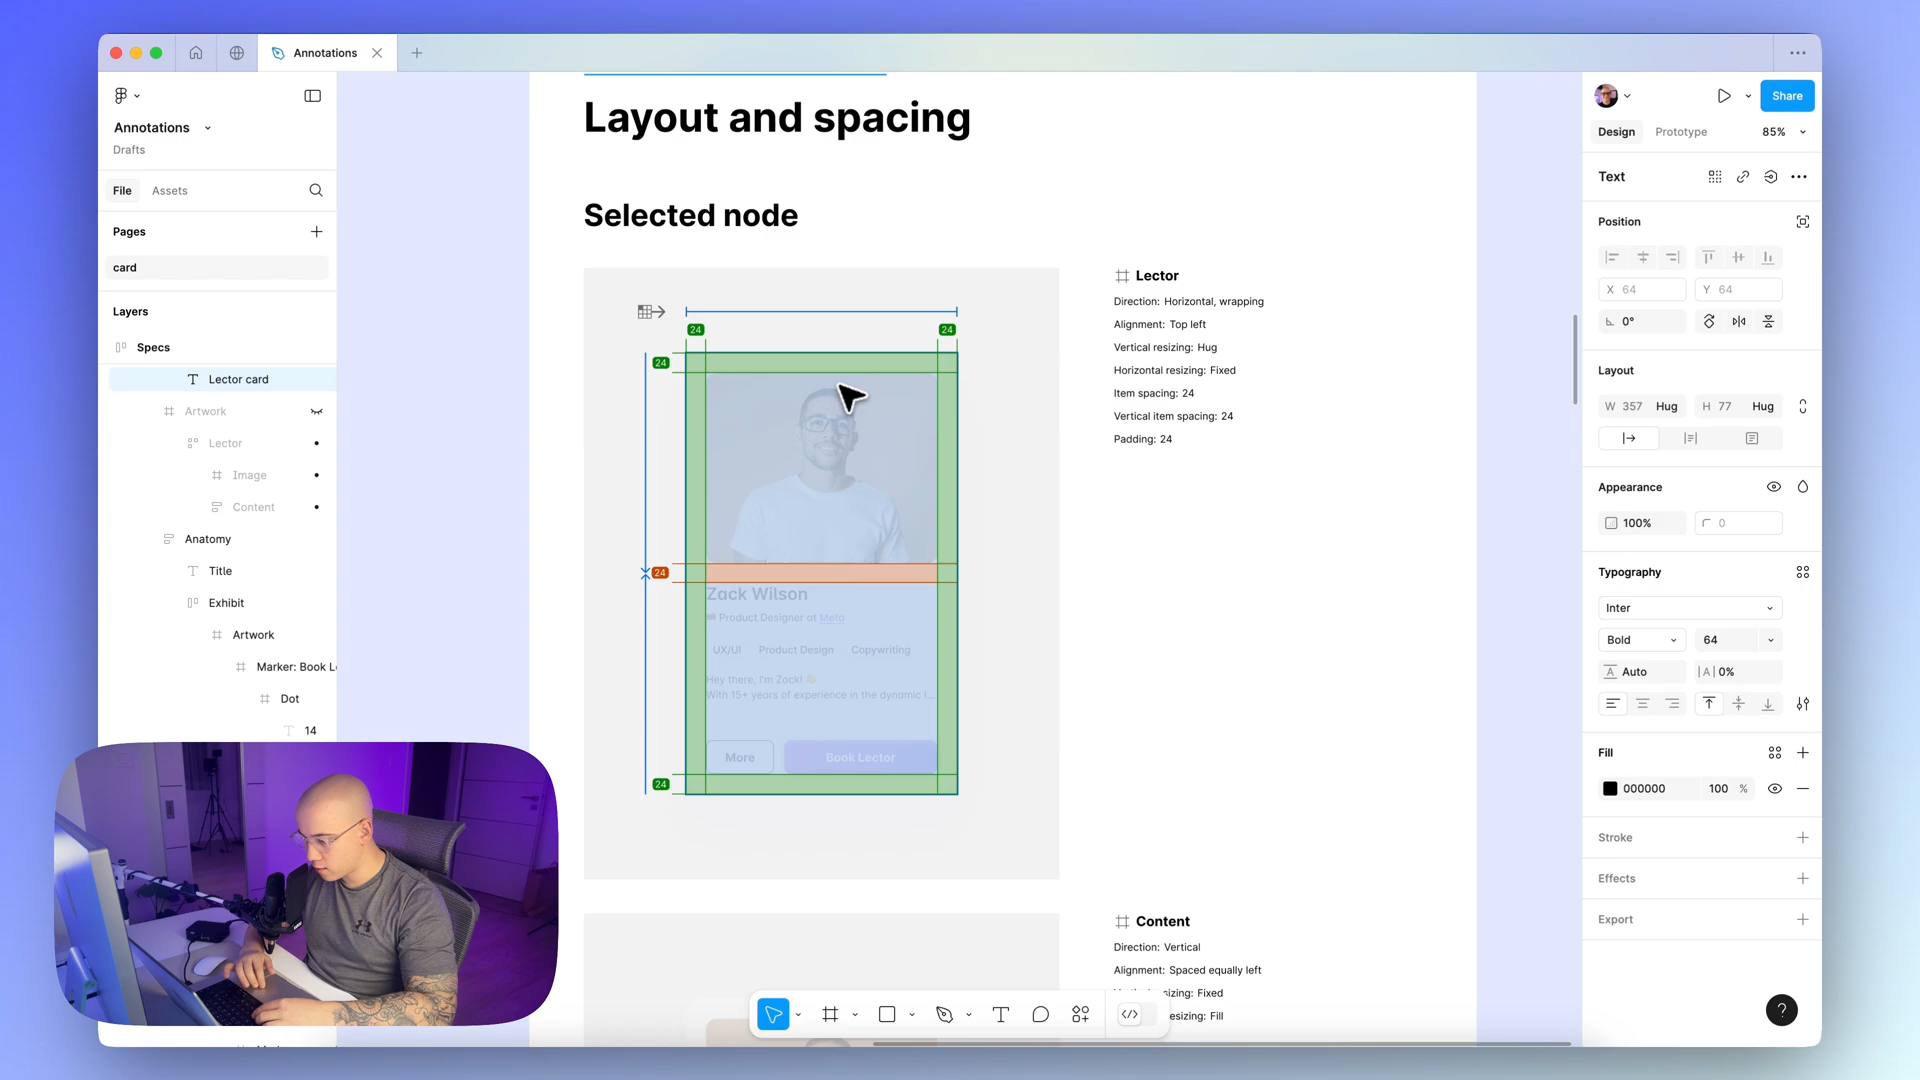 Annotations
Annotations
Drafts
File
Assets
Pages
card
Layers
Specs
Lector card
Artwork
Lector
Image
Content
Anatomy
Title
Exhibit
Artwork
Marker: Book L
Dot
14
Layout and spacing
Selected node
24
24
24
24
24
Zack Wilson
Product Designer at Meta
UX/UI Product Design Copywriting
Hey there, I'm Zack! 👋
With 15+ years of experience in the dynamic l...
More
Book Lector
Lector
Direction: Horizontal, wrapping
Alignment: Top left
Vertical resizing: Hug
Horizontal resizing: Fixed
Item spacing: 24
Vertical item spacing: 24
Padding: 24
Content
Direction: Vertical
Alignment: Spaced equally left
sizing: Fixed
esizing: Fill
Share
Design
Prototype
85%
Text
Position
X 64
Y 64
0°
Layout
W 357 Hug
H 77 Hug
Appearance
100%
0
Typography
Inter
Bold
64
A Auto
|A| 0%
Fill
000000
100 %
Stroke
Effects
Export
?